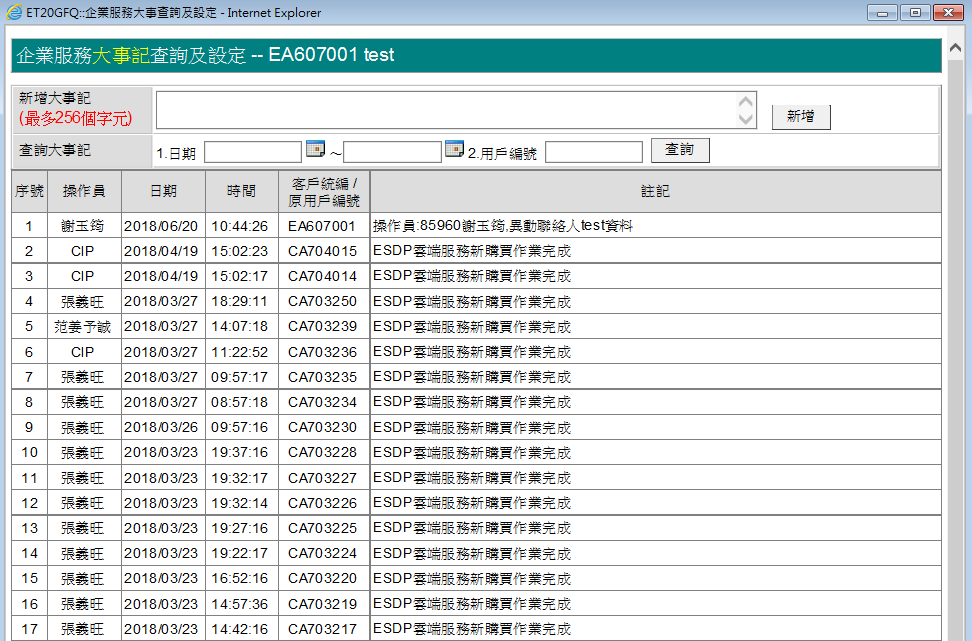 ET20GFQ::企業服務大事查詢及設定 - Internet Explorer
企業服務大事記查詢及設定 -- EA607001 test
新增大事記
(最多256個字元)
新增
查詢大事記 1.日期 ~ 2.用戶編號 查詢
序號 操作員 日期 時間 客戶統編 / 原用戶編號 註記
1 謝玉筠 2018/06/20 10:44:26 EA607001 操作員:85960謝玉筠,異動聯絡人test資料
2 CIP 2018/04/19 15:02:23 CA704015 ESDP雲端服務新購買作業完成
3 CIP 2018/04/19 15:02:17 CA704014 ESDP雲端服務新購買作業完成
4 張義旺 2018/03/27 18:29:11 CA703250 ESDP雲端服務新購買作業完成
5 范姜予誠 2018/03/27 14:07:18 CA703239 ESDP雲端服務新購買作業完成
6 CIP 2018/03/27 11:22:52 CA703236 ESDP雲端服務新購買作業完成
7 張義旺 2018/03/27 09:57:17 CA703235 ESDP雲端服務新購買作業完成
8 張義旺 2018/03/27 08:57:18 CA703234 ESDP雲端服務新購買作業完成
9 張義旺 2018/03/26 09:57:16 CA703230 ESDP雲端服務新購買作業完成
10 張義旺 2018/03/23 19:37:16 CA703228 ESDP雲端服務新購買作業完成
11 張義旺 2018/03/23 19:32:17 CA703227 ESDP雲端服務新購買作業完成
12 張義旺 2018/03/23 19:32:14 CA703226 ESDP雲端服務新購買作業完成
13 張義旺 2018/03/23 19:27:16 CA703225 ESDP雲端服務新購買作業完成
14 張義旺 2018/03/23 19:22:17 CA703224 ESDP雲端服務新購買作業完成
15 張義旺 2018/03/23 16:52:16 CA703220 ESDP雲端服務新購買作業完成
16 張義旺 2018/03/23 14:57:36 CA703219 ESDP雲端服務新購買作業完成
17 張義旺 2018/03/23 14:42:16 CA703217 ESDP雲端服務新購買作業完成